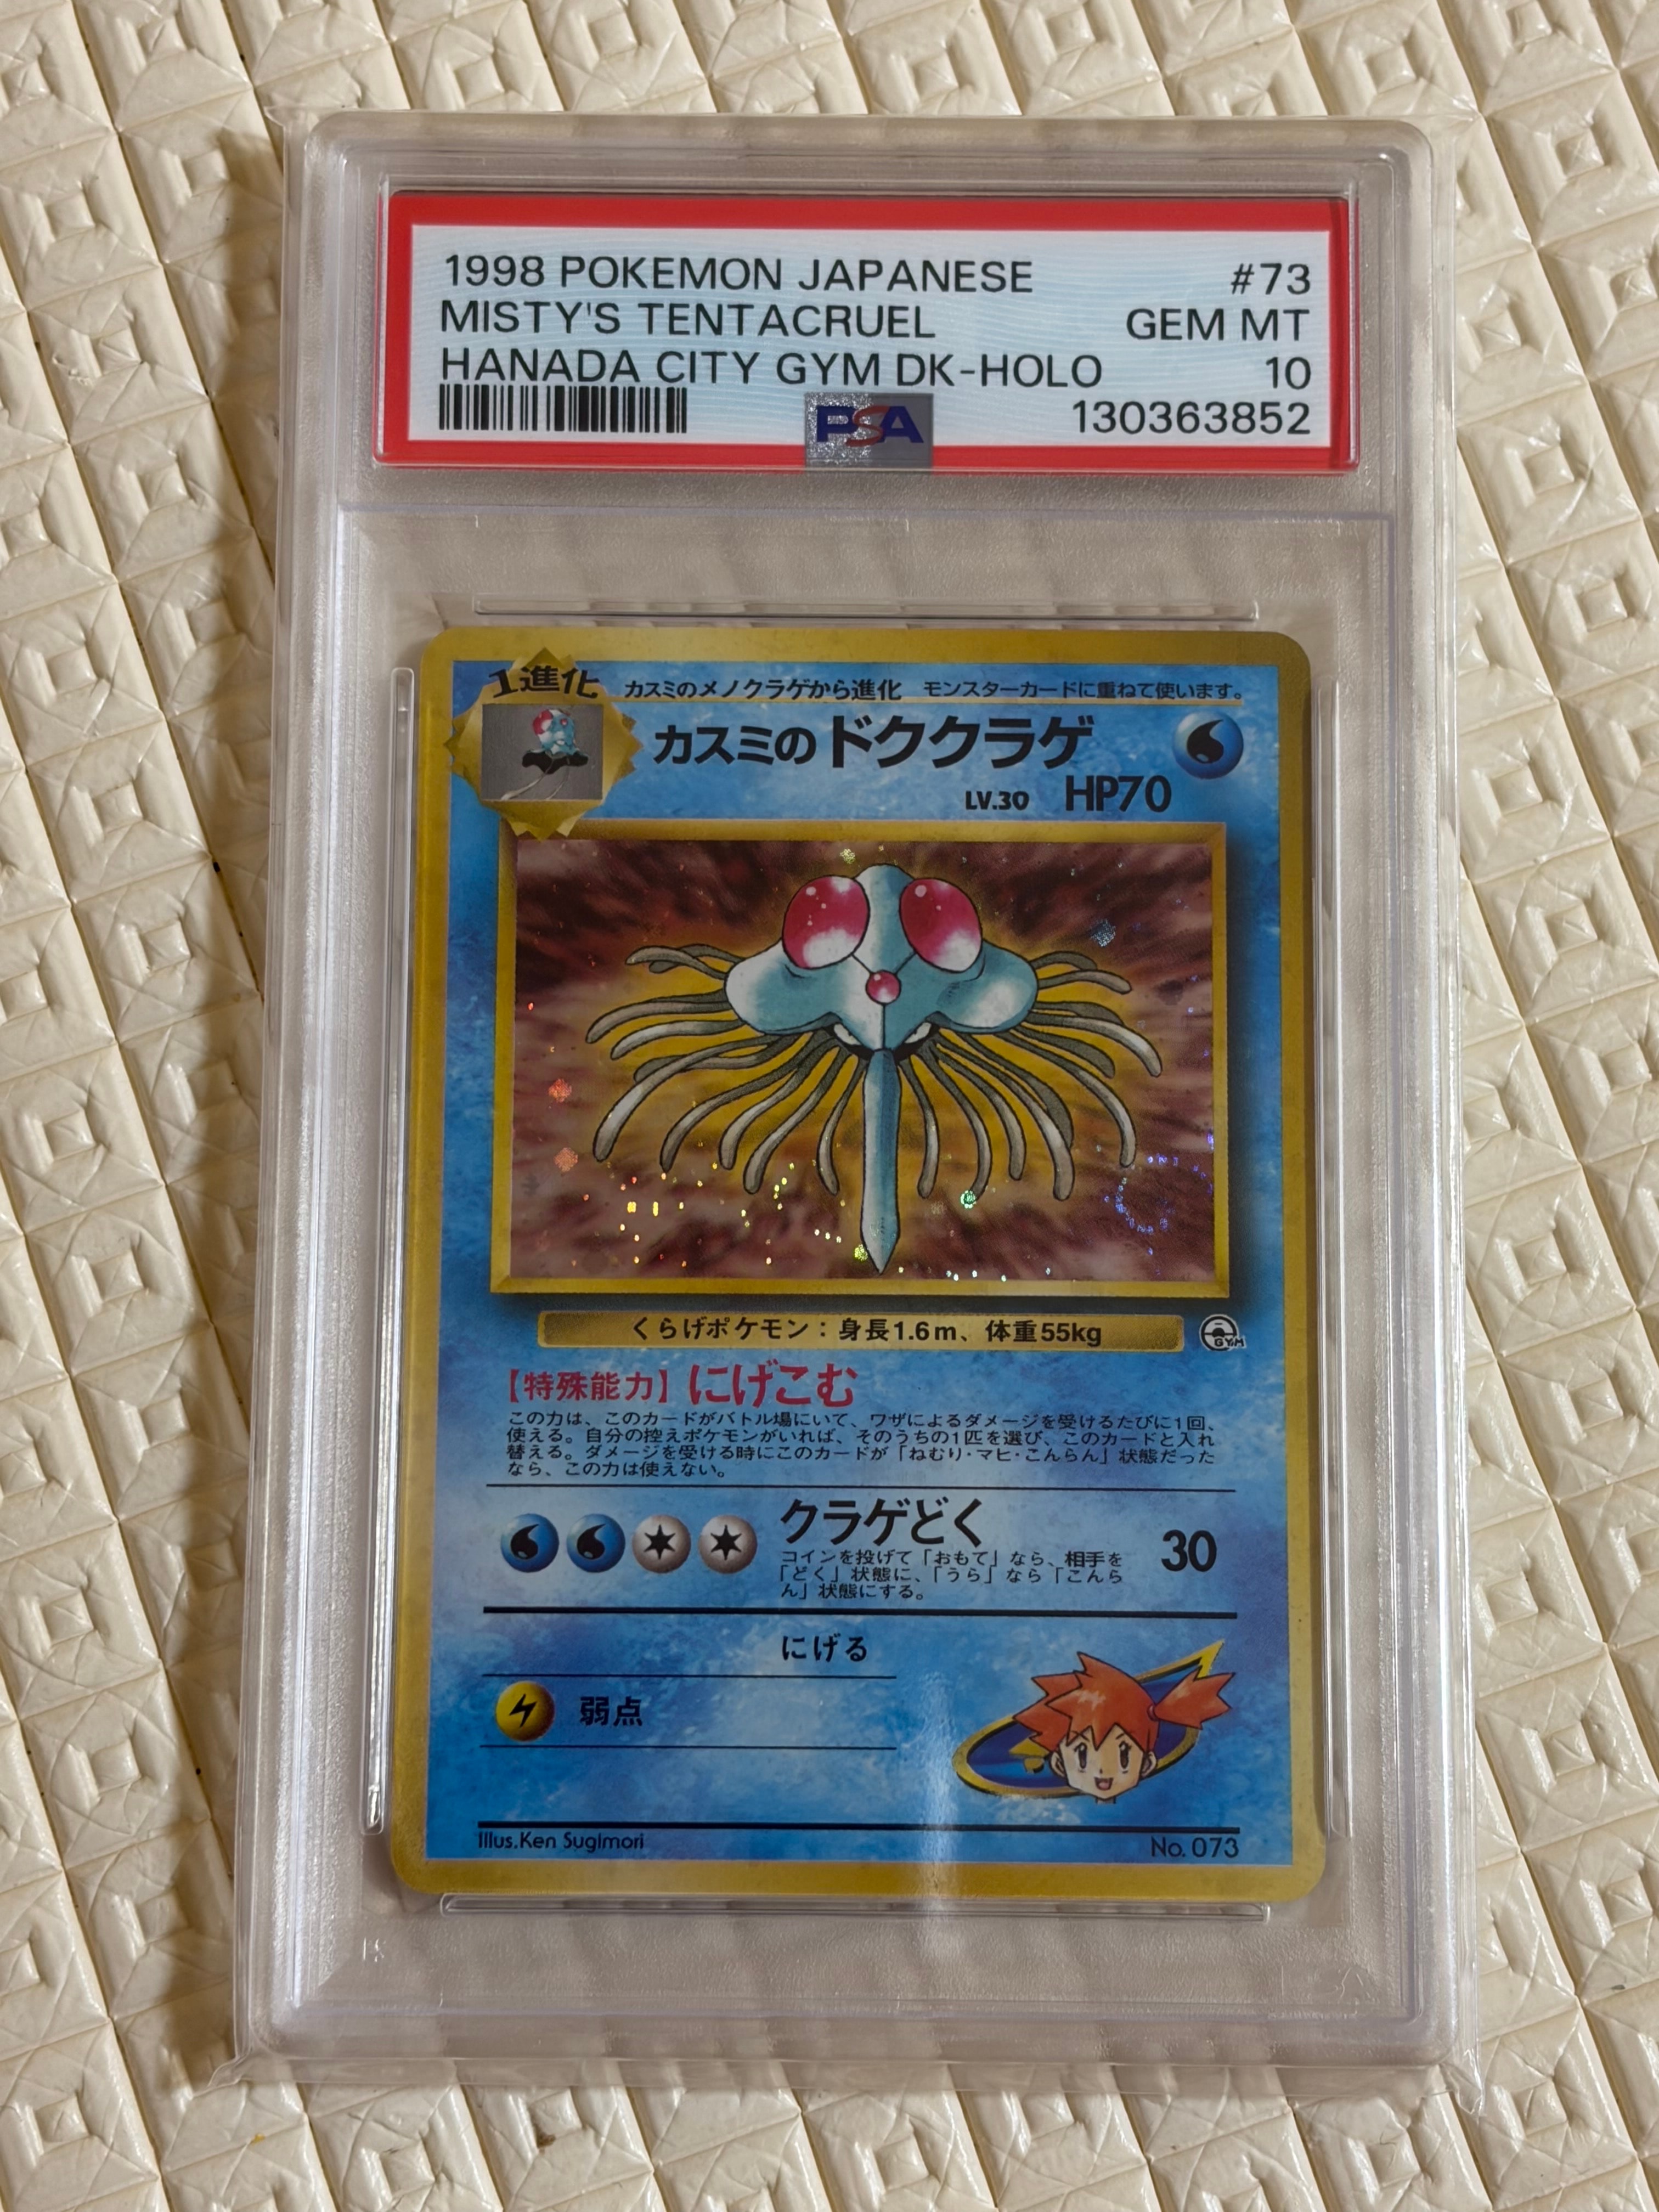 1998 POKEMON JAPANESE #73
MISTY'S TENTACRUEL GEM MT
HANADA CITY GYM DK-HOLO 10
PSA 130363852
1進化 カスミのメノクラゲから進化 モンスターカードに重ねて使います。
カスミのドククラゲ
LV.30 HP70
くらげポケモン：身長1.6m、体重55kg
GYM
【特殊能力】にげこむ
この力は、このカードがバトル場にいて、ワザによるダメージを受けるたびに1回、
使える。自分の控えポケモンがいれば、そのうちの1匹を選び、このカードと入れ
替える。ダメージを受ける時にこのカードが「ねむり・マヒ・こんらん」状態だった
なら、この力は使えない。
クラゲどく 30
コインを投げて「おもて」なら、相手を
「どく」状態に、「うら」なら「こんら
ん」状態にする。
にげる
弱点
Illus.Ken Sugimori No. 073